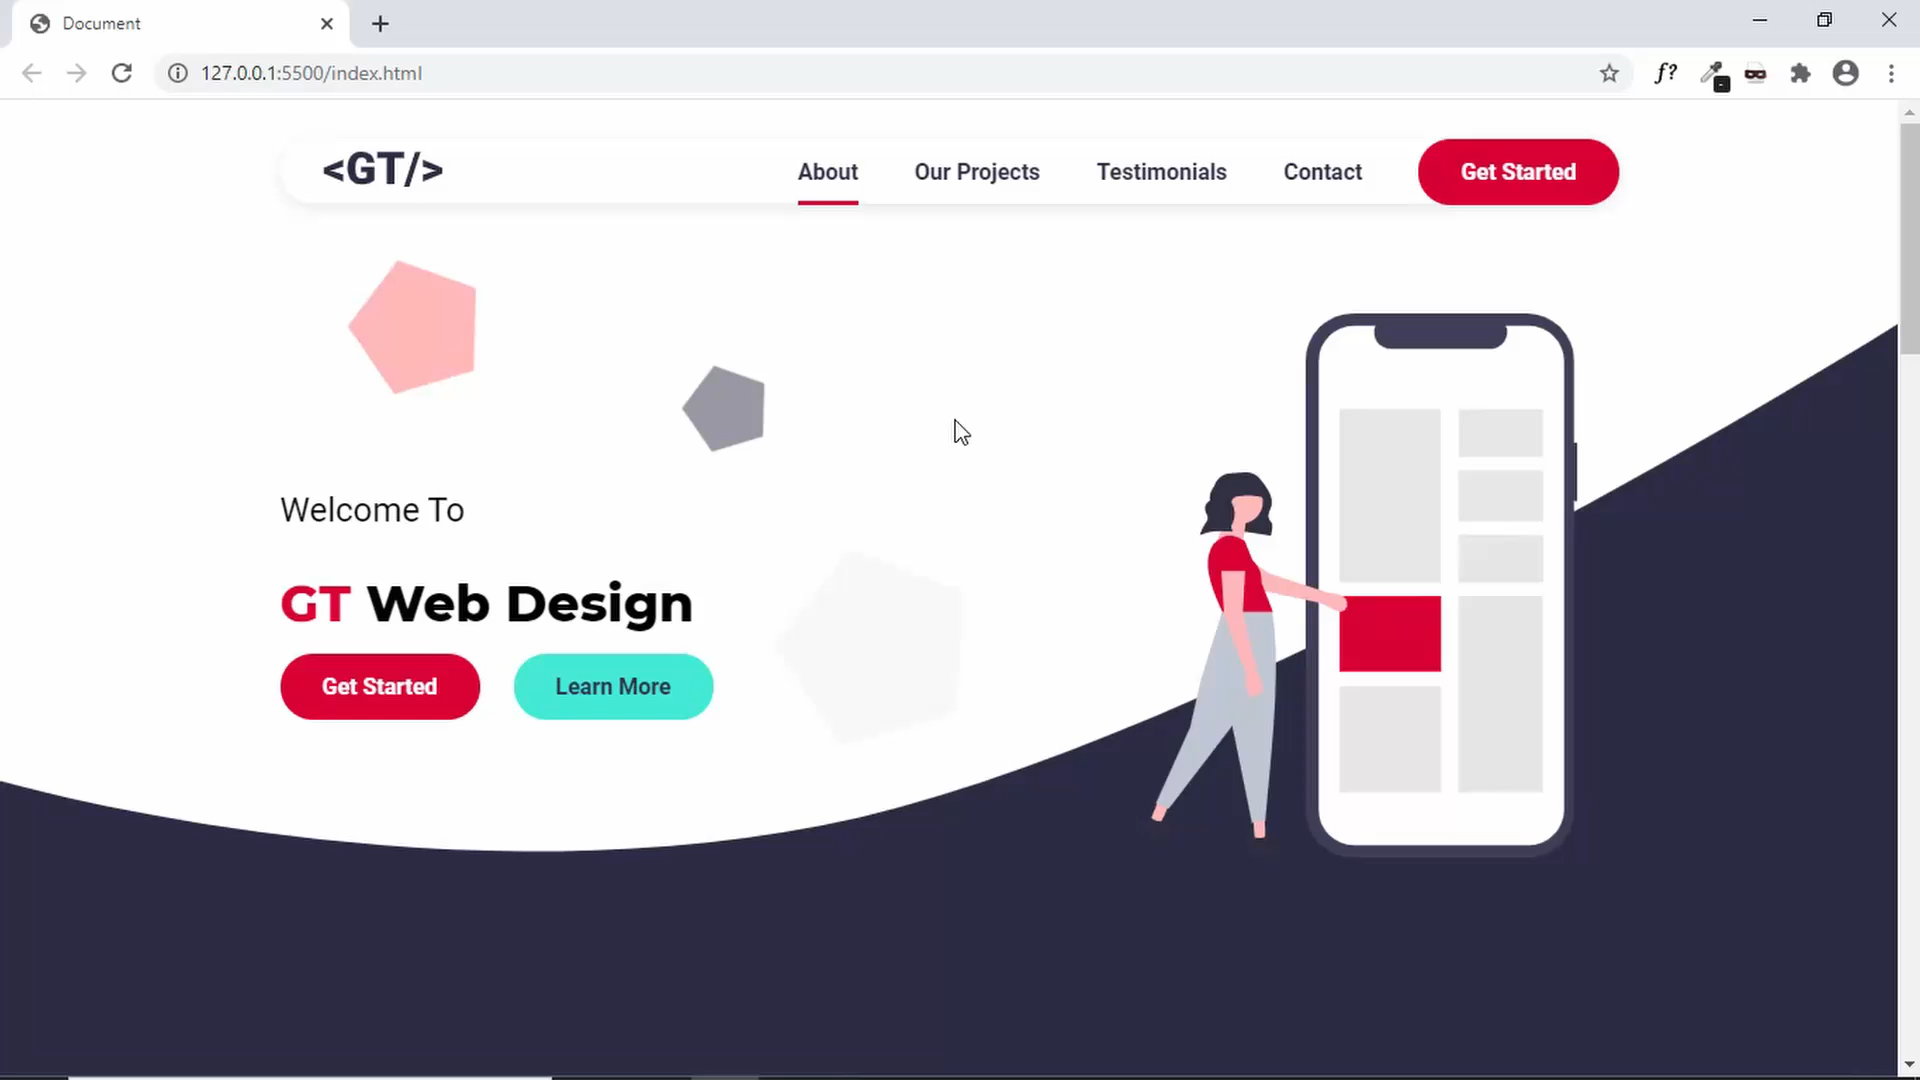 Document
127.0.0.1:5500/index.html
f?
<GT/>
About
Our Projects
Testimonials
Contact
Get Started
Welcome To
GT Web Design
Get Started
Learn More